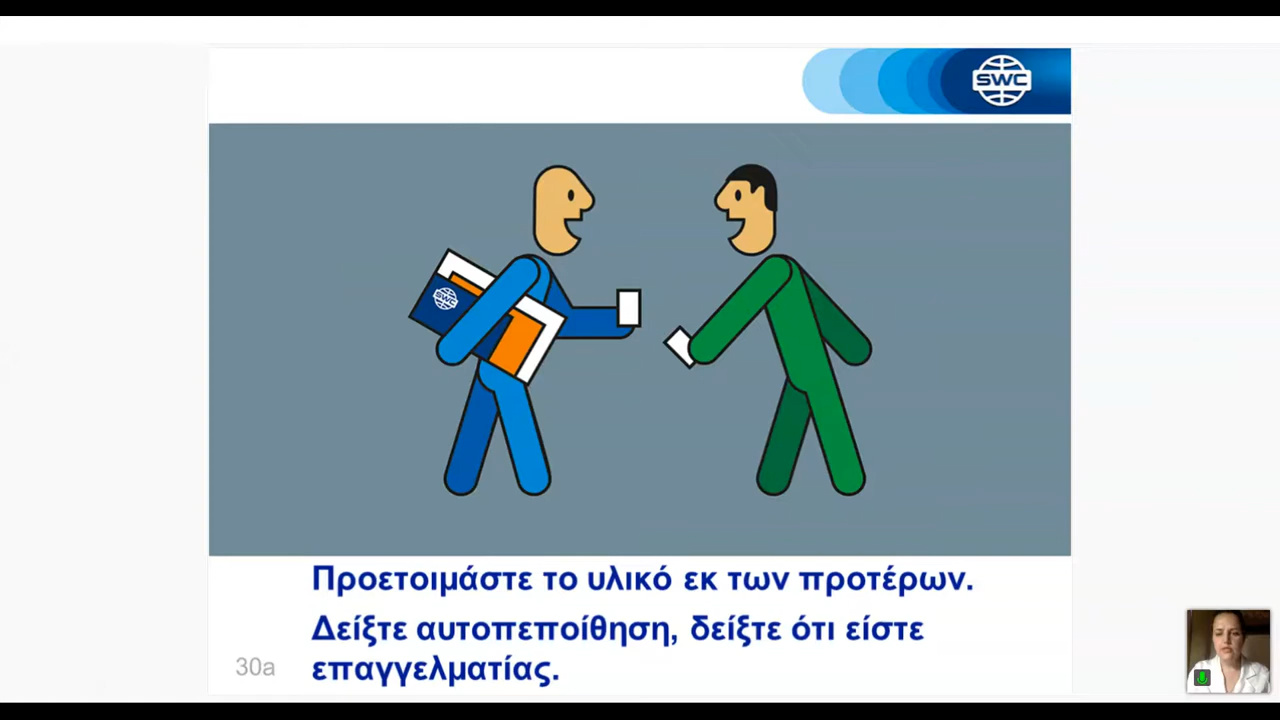 SWC
SWC
Προετοιμάστε το υλικό εκ των προτέρων.
Δείξτε αυτοπεποίθηση, δείξτε ότι είστε
επαγγελματίας.
30a